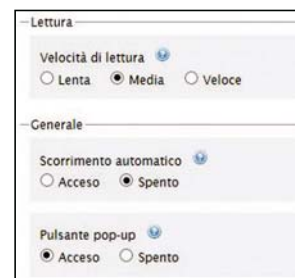 Lettura
Velocità di lettura
Lenta Media Veloce
Generale
Scorrimento automatico
Acceso Spento
Pulsante pop-up
Acceso Spento